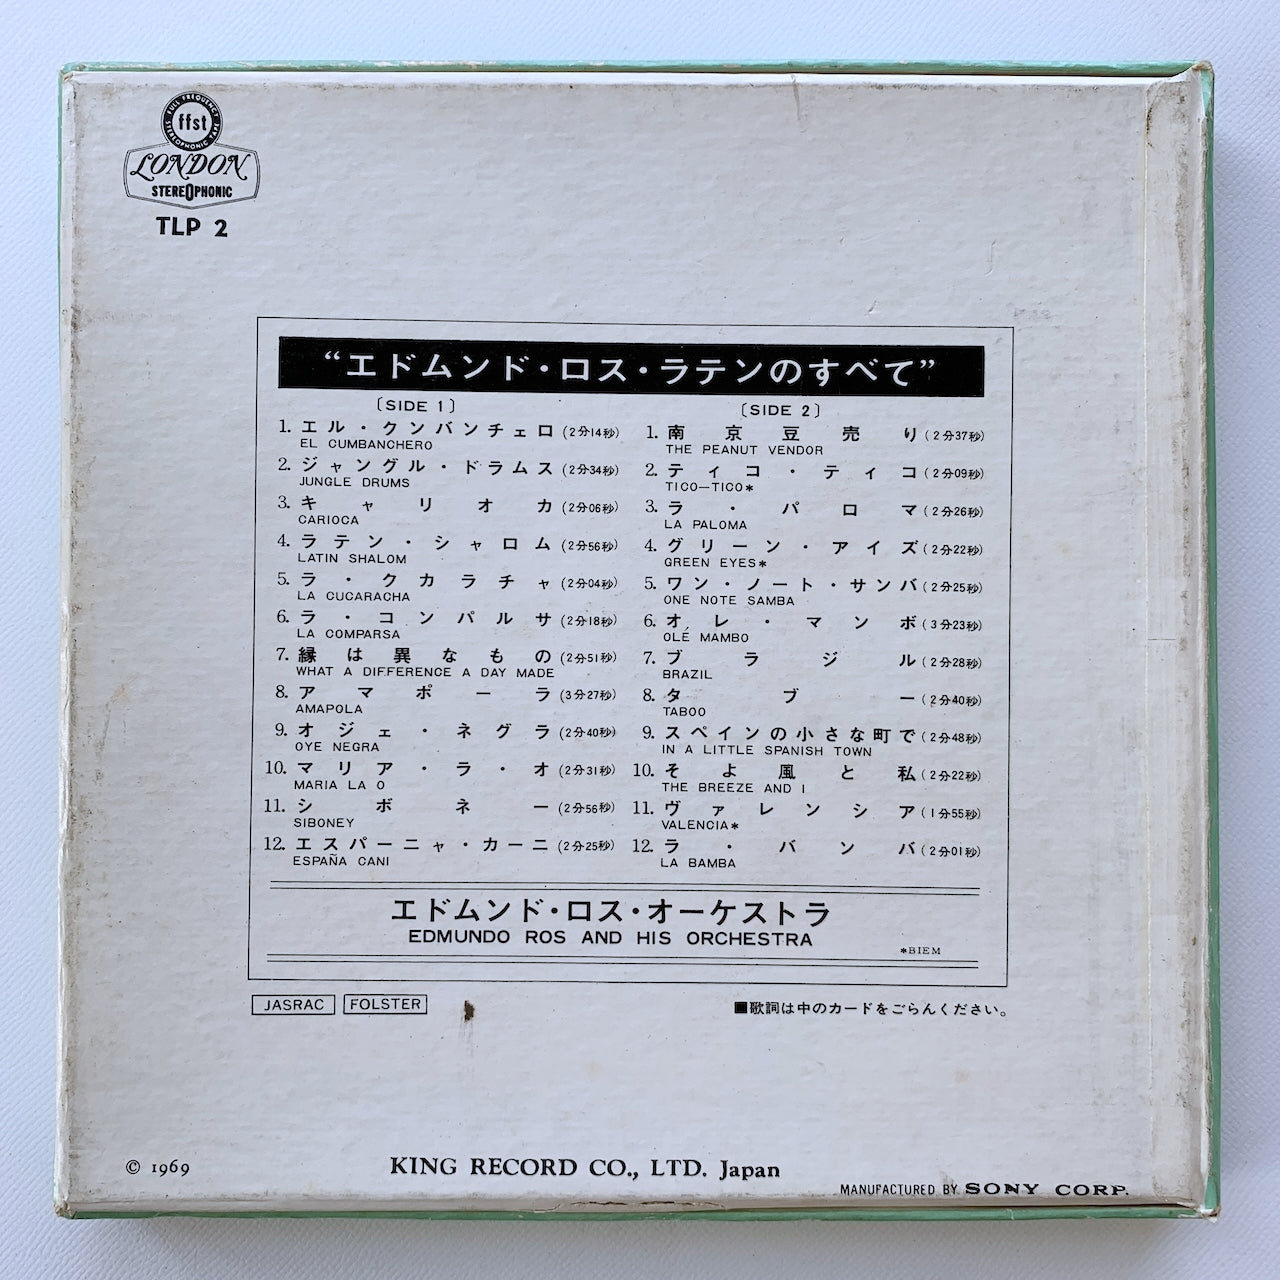 FULL FREQUENCY STEREOPHONIC TAPE
ffst
LONDON
STEREOPHONIC
TLP 2
“エドムンド・ロス・ラテンのすべて”
〔SIDE 1〕
1. エル・クンバンチェロ (2分14秒)
EL CUMBANCHERO
2. ジャングル・ドラムス (2分34秒)
JUNGLE DRUMS
3. キャリオカ (2分06秒)
CARIOCA
4. ラテン・シャロム (2分56秒)
LATIN SHALOM
5. ラ・クカラチャ (2分04秒)
LA CUCARACHA
6. ラ・コンパルサ (2分18秒)
LA COMPARSA
7. 縁は異なもの (2分51秒)
WHAT A DIFFERENCE A DAY MADE
8. アマポーラ (3分27秒)
AMAPOLA
9. オジェ・ネグラ (2分40秒)
OYE NEGRA
10. マリア・ラ・オ (2分31秒)
MARIA LA O
11. シボネー (2分56秒)
SIBONEY
12. エスパーニャ・カーニ (2分25秒)
ESPAÑA CANI
〔SIDE 2〕
1. 南京豆売り (2分37秒)
THE PEANUT VENDOR
2. ティコ・ティコ (2分09秒)
TICO—TICO*
3. ラ・パロマ (2分26秒)
LA PALOMA
4. グリーン・アイズ (2分22秒)
GREEN EYES*
5. ワン・ノート・サンバ (2分25秒)
ONE NOTE SAMBA
6. オレ・マンボ (3分23秒)
OLÉ MAMBO
7. ブラジル (2分28秒)
BRAZIL
8. タブー (2分40秒)
TABOO
9. スペインの小さな町で (2分48秒)
IN A LITTLE SPANISH TOWN
10. そよ風と私 (2分22秒)
THE BREEZE AND I
11. ヴァレンシア (1分55秒)
VALENCIA*
12. ラ・バンバ (2分01秒)
LA BAMBA
エドムンド・ロス・オーケストラ
EDMUNDO ROS AND HIS ORCHESTRA
*BIEM
JASRAC FOLSTER
■歌詞は中のカードをごらんください。
© 1969
KING RECORD CO., LTD. Japan
MANUFACTURED BY SONY CORP.